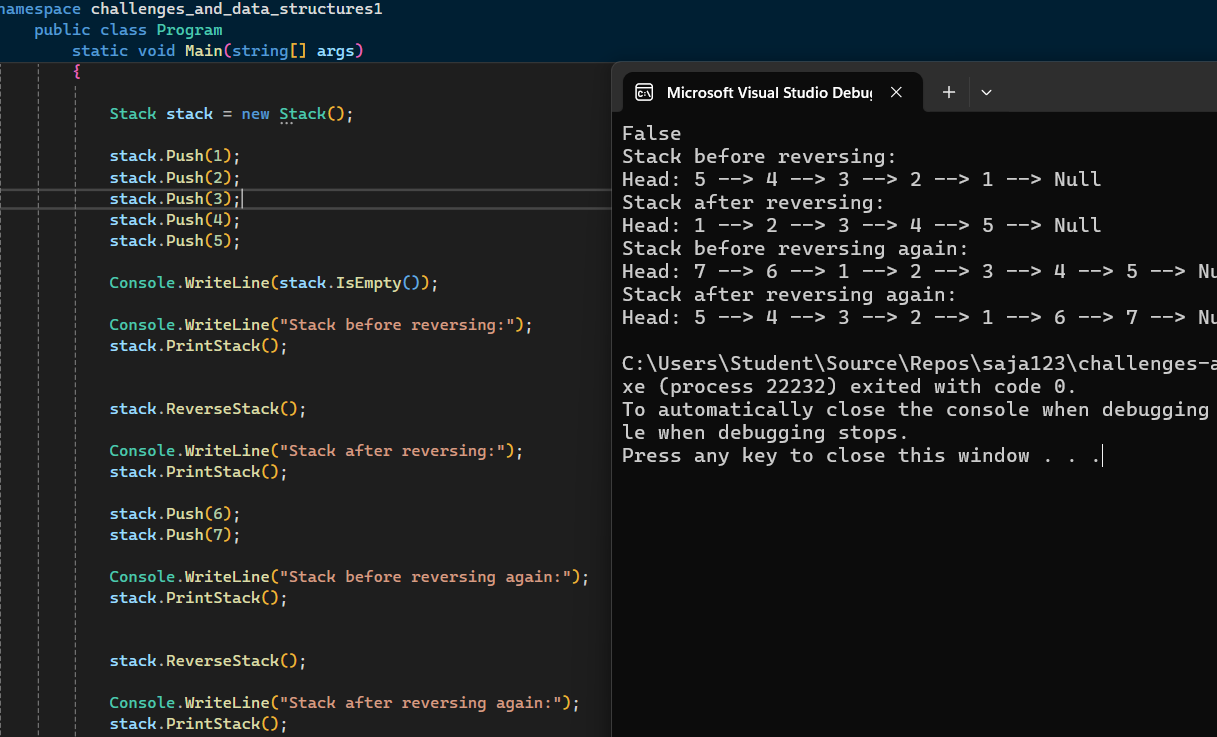 namespace challenges_and_data_structures1
public class Program
static void Main(string[] args)
{
Stack stack = new Stack();
stack.Push(1);
stack.Push(2);
stack.Push(3);
stack.Push(4);
stack.Push(5);
Console.WriteLine(stack.IsEmpty());
Console.WriteLine("Stack before reversing:");
stack.PrintStack();
stack.ReverseStack();
Console.WriteLine("Stack after reversing:");
stack.PrintStack();
stack.Push(6);
stack.Push(7);
Console.WriteLine("Stack before reversing again:");
stack.PrintStack();
stack.ReverseStack();
Console.WriteLine("Stack after reversing again:");
stack.PrintStack();
Microsoft Visual Studio Debug
False
Stack before reversing:
Head: 5 --> 4 --> 3 --> 2 --> 1 --> Null
Stack after reversing:
Head: 1 --> 2 --> 3 --> 4 --> 5 --> Null
Stack before reversing again:
Head: 7 --> 6 --> 1 --> 2 --> 3 --> 4 --> 5 --> Nu
Stack after reversing again:
Head: 5 --> 4 --> 3 --> 2 --> 1 --> 6 --> 7 --> Nu
C:\Users\Student\Source\Repos\saja123\challenges-a
xe (process 22232) exited with code 0.
To automatically close the console when debugging
le when debugging stops.
Press any key to close this window . . .